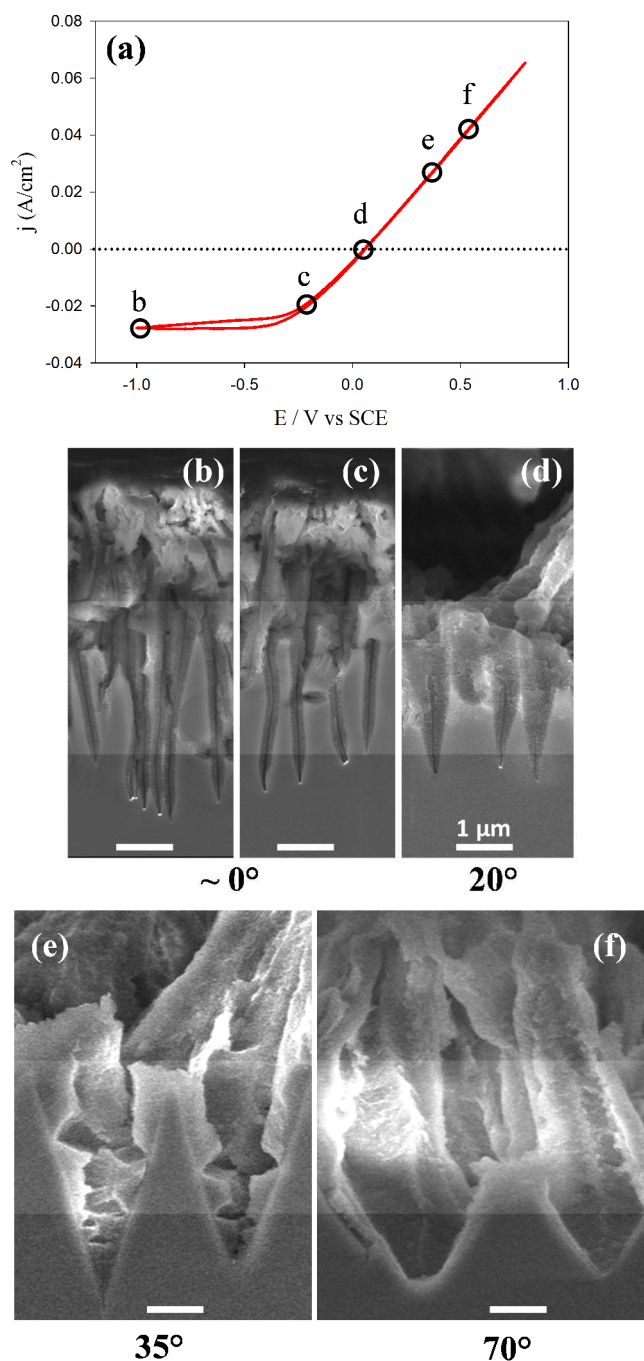 (a)
0.08
0.06
0.04
0.02
0.00
-0.02
-0.04
j (A/cm²)
b
c
d
e
f
-1.0 -0.5 0.0 0.5 1.0
E / V vs SCE
(b) (c) (d)
1 μm
~ 0° 20°
(e) (f)
35° 70°